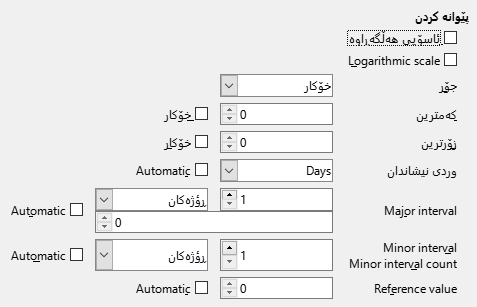 پێوانە کردن
ئاسۆیی هەڵگەراوە
Logarithmic scale
جۆر
خۆکار
کەمترین
0
خۆکار
زۆرترین
0
خۆکار
وردی نیشاندان
Days
Automatic
Major interval
1
ڕۆژەکان
Automatic
0
Minor interval
Minor interval count
1
ڕۆژەکان
Automatic
Reference value
0
Automatic